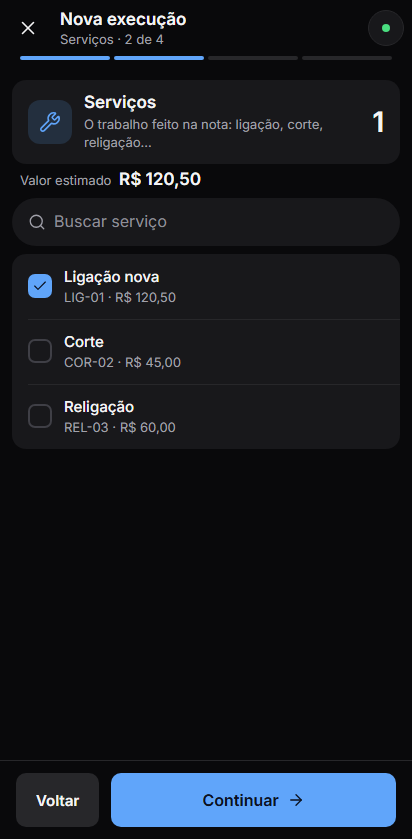 Nova execução
Serviços · 2 de 4
Serviços
O trabalho feito na nota: ligação, corte,
religação...
1
Valor estimado R$ 120,50
Buscar serviço
Ligação nova
LIG-01 · R$ 120,50
Corte
COR-02 · R$ 45,00
Religação
REL-03 · R$ 60,00
Voltar
Continuar →